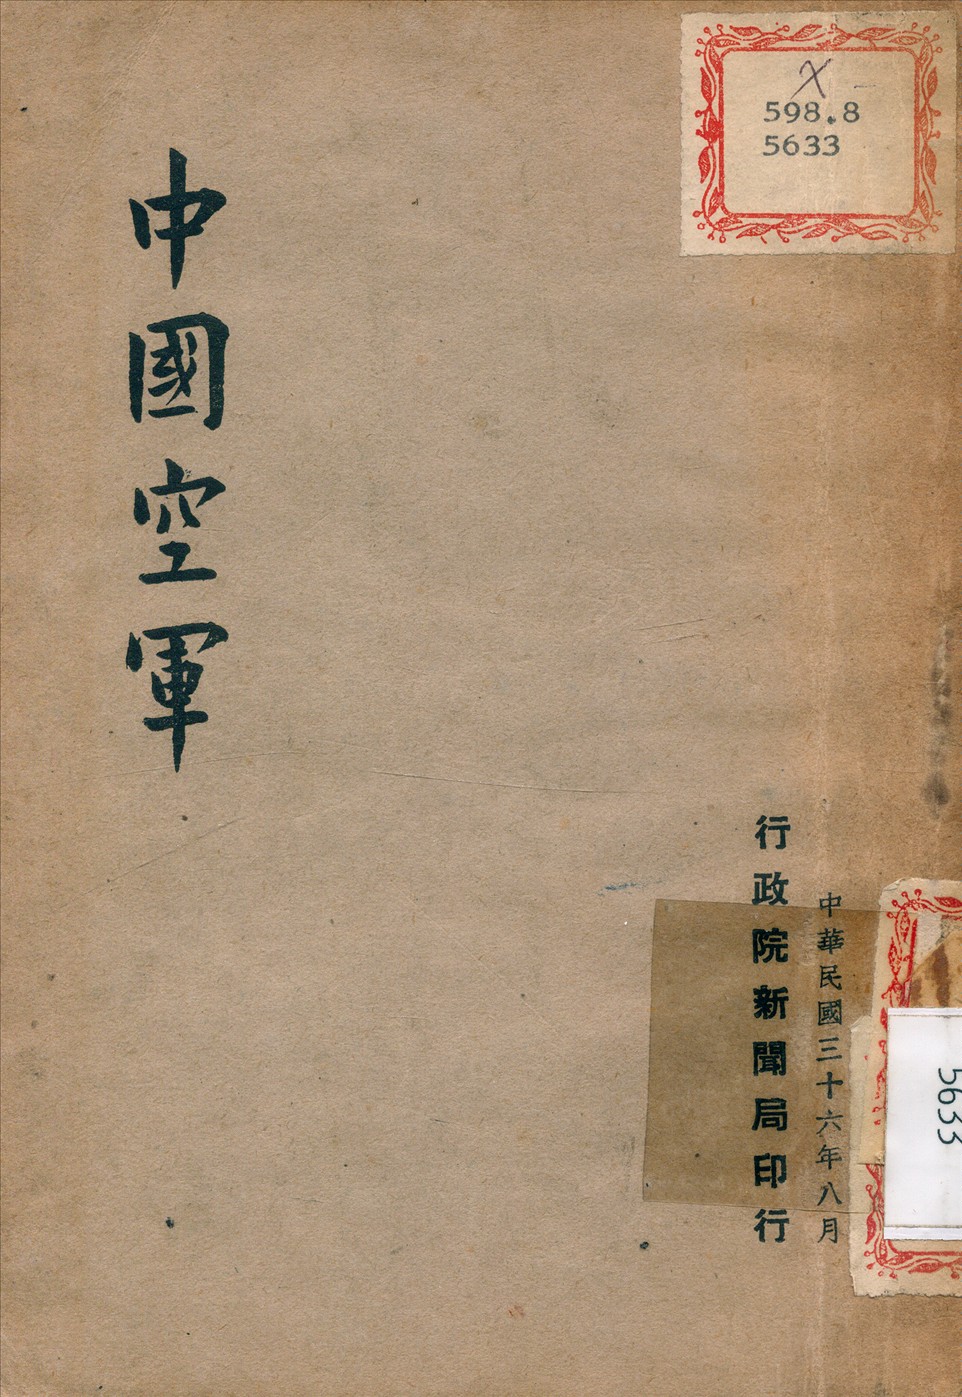 X
598.8
5633
中華民國三十六年八月
行政院新聞局印行
中國空軍
5633